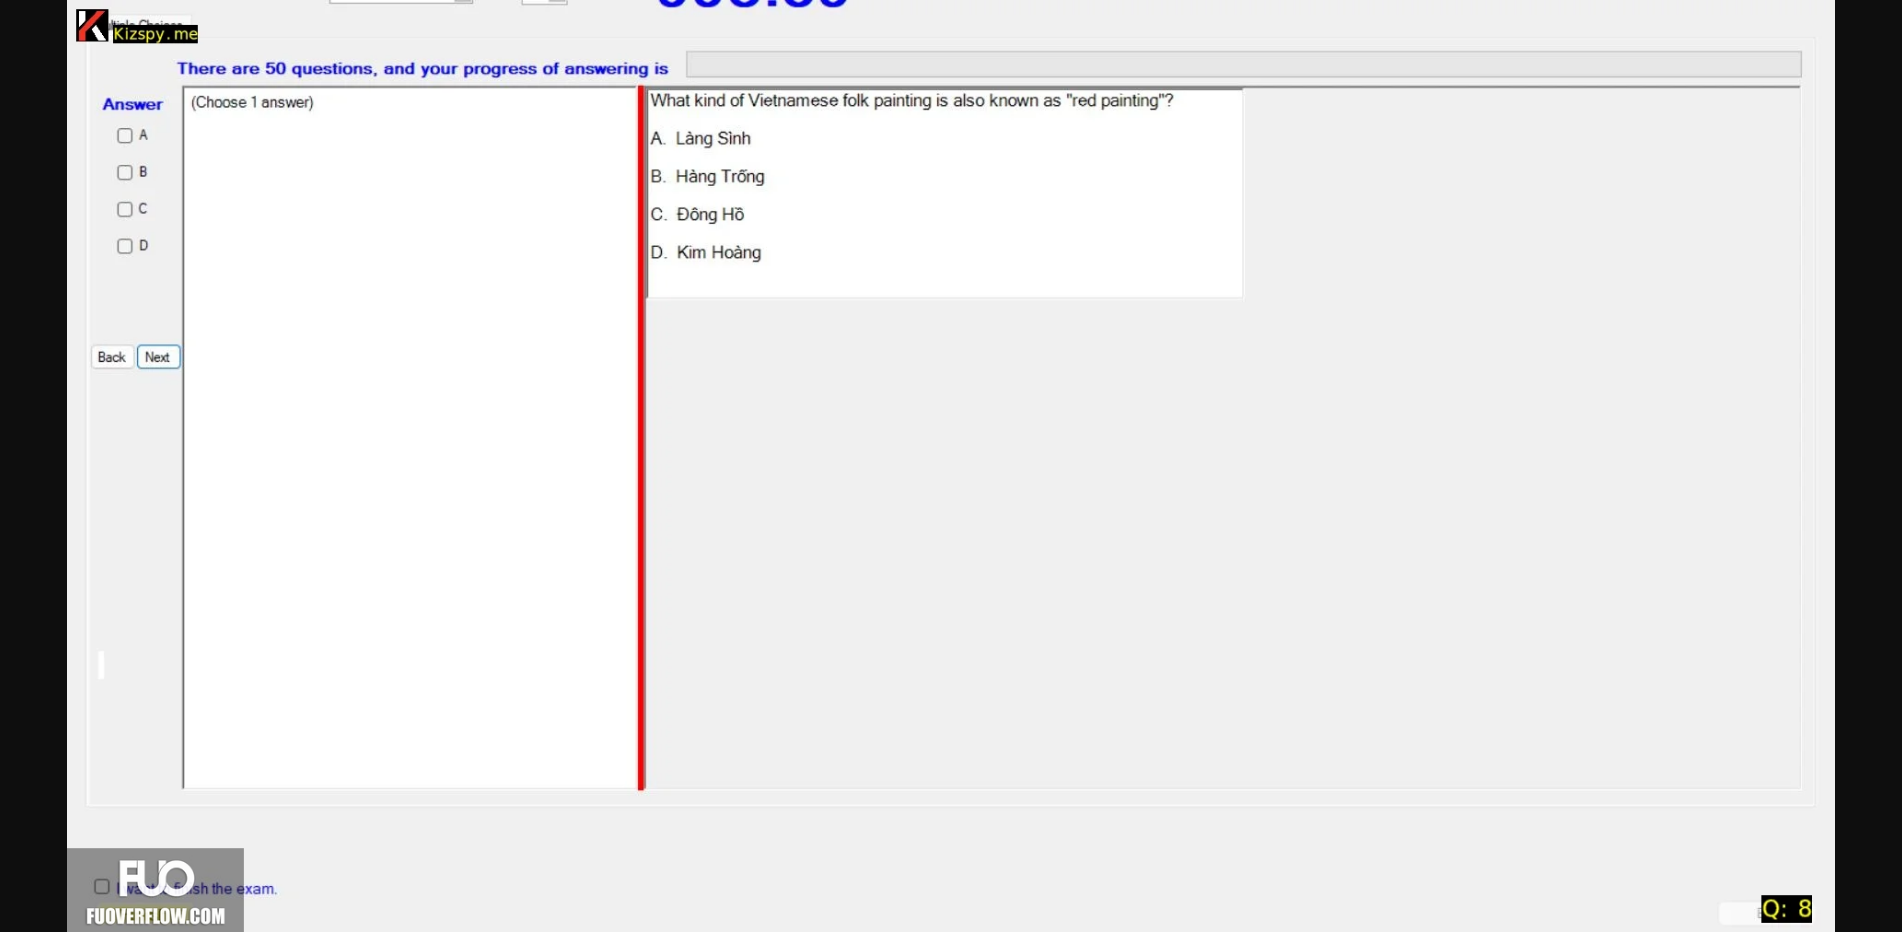 Kizspy.me
There are 50 questions, and your progress of answering is
Answer
(Choose 1 answer)
A
B
C
D
Back
Next
What kind of Vietnamese folk painting is also known as "red painting"?
A. Làng Sình
B. Hàng Trống
C. Đông Hồ
D. Kim Hoàng
FUO
I want finish the exam.
FUOVERFLOW.COM
Q: 8